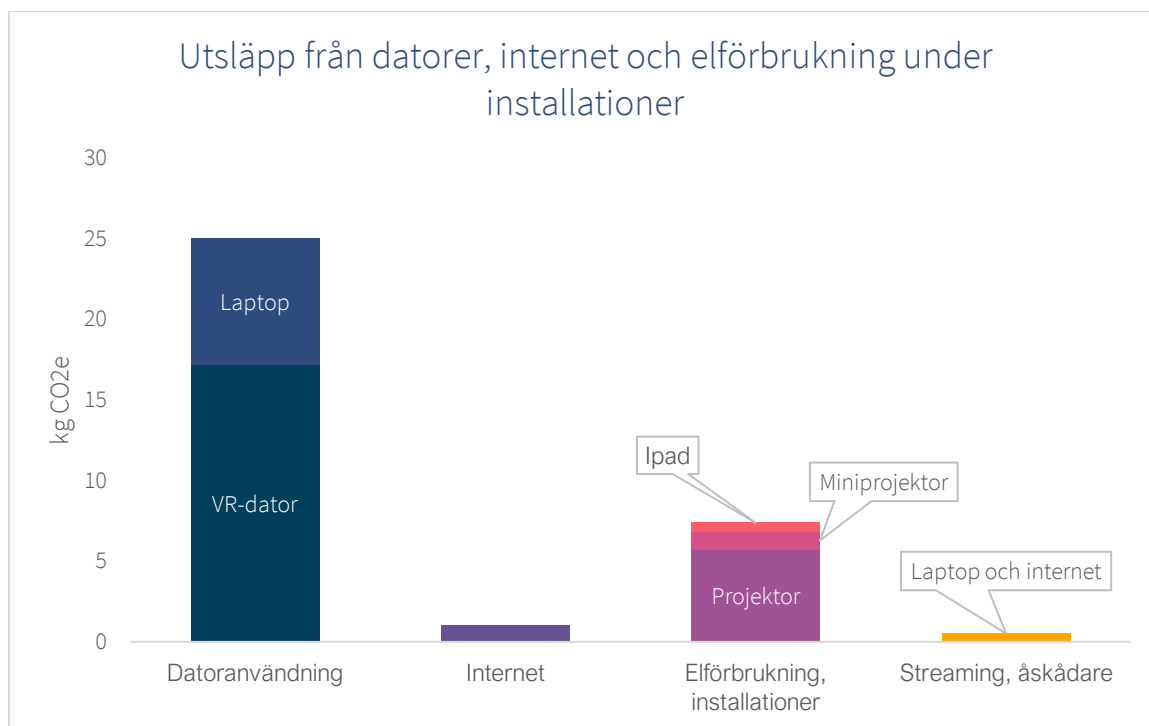 Utsläpp från datorer, internet och elförbrukning under
installationer
30
25
20
15
10
5
0
kg CO2e
Laptop
VR-dator
Ipad
Miniprojektor
Projektor
Laptop och internet
Datoranvändning
Internet
Elförbrukning,
installationer
Streaming, åskådare